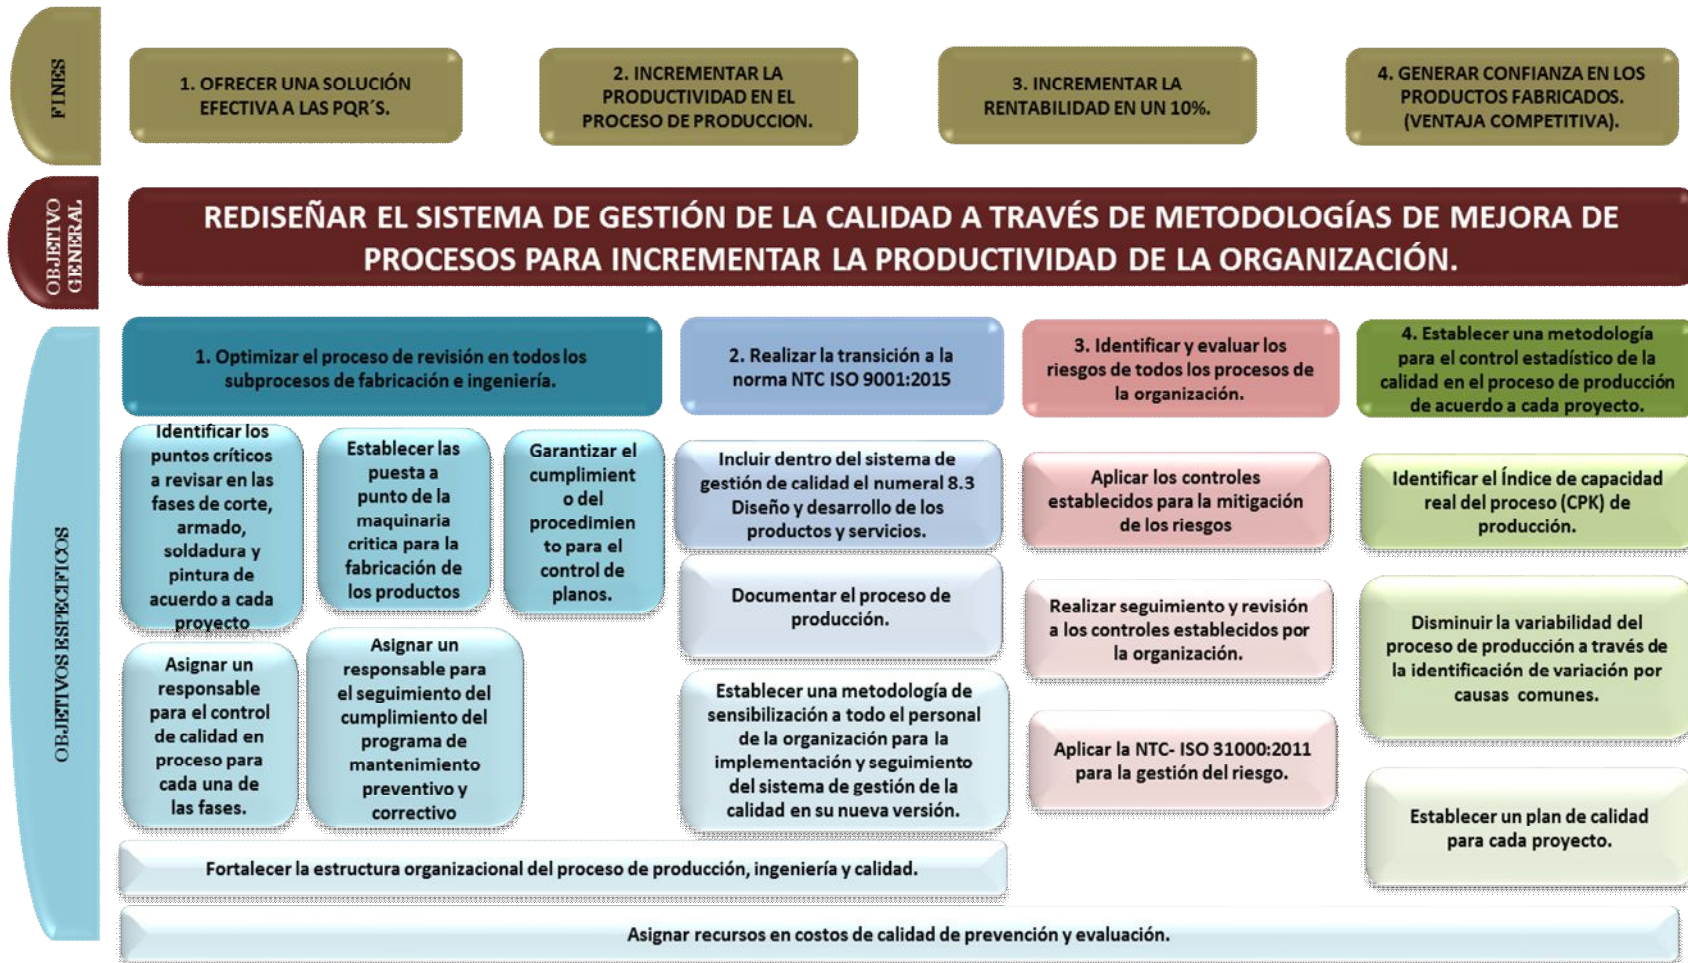 FINES
1. OFRECER UNA SOLUCIÓN
EFECTIVA A LAS PQR´S.
2. INCREMENTAR LA
PRODUCTIVIDAD EN EL
PROCESO DE PRODUCCION.
3. INCREMENTAR LA
RENTABILIDAD EN UN 10%.
4. GENERAR CONFIANZA EN LOS
PRODUCTOS FABRICADOS.
(VENTAJA COMPETITIVA).
OBJETIVO
GENERAL
REDISEÑAR EL SISTEMA DE GESTIÓN DE LA CALIDAD A TRAVÉS DE METODOLOGÍAS DE MEJORA DE
PROCESOS PARA INCREMENTAR LA PRODUCTIVIDAD DE LA ORGANIZACIÓN.
OBJETIVOS ESPECIFICOS
1. Optimizar el proceso de revisión en todos los
subprocesos de fabricación e ingeniería.
Identificar los
puntos críticos
a revisar en las
fases de corte,
armado,
soldadura y
pintura de
acuerdo a cada
proyecto
Establecer las
puesta a
punto de la
maquinaria
critica para la
fabricación de
los productos
Garantizar el
cumplimient
o del
procedimien
to para el
control de
planos.
Asignar un
responsable
para el control
de calidad en
proceso para
cada una de
las fases.
Asignar un
responsable para
el seguimiento del
cumplimiento del
programa de
mantenimiento
preventivo y
correctivo
2. Realizar la transición a la
norma NTC ISO 9001:2015
Incluir dentro del sistema de
gestión de calidad el numeral 8.3
Diseño y desarrollo de los
productos y servicios.
Documentar el proceso de
producción.
Establecer una metodología de
sensibilización a todo el personal
de la organización para la
implementación y seguimiento
del sistema de gestión de la
calidad en su nueva versión.
3. Identificar y evaluar los
riesgos de todos los procesos de
la organización.
Aplicar los controles
establecidos para la mitigación
de los riesgos
Realizar seguimiento y revisión
a los controles establecidos por
la organización.
Aplicar la NTC- ISO 31000:2011
para la gestión del riesgo.
4. Establecer una metodología
para el control estadístico de la
calidad en el proceso de producción
de acuerdo a cada proyecto.
Identificar el Índice de capacidad
real del proceso (CPK) de
producción.
Disminuir la variabilidad del
proceso de producción a través de
la identificación de variación por
causas comunes.
Establecer un plan de calidad
para cada proyecto.
Fortalecer la estructura organizacional del proceso de producción, ingeniería y calidad.
Asignar recursos en costos de calidad de prevención y evaluación.